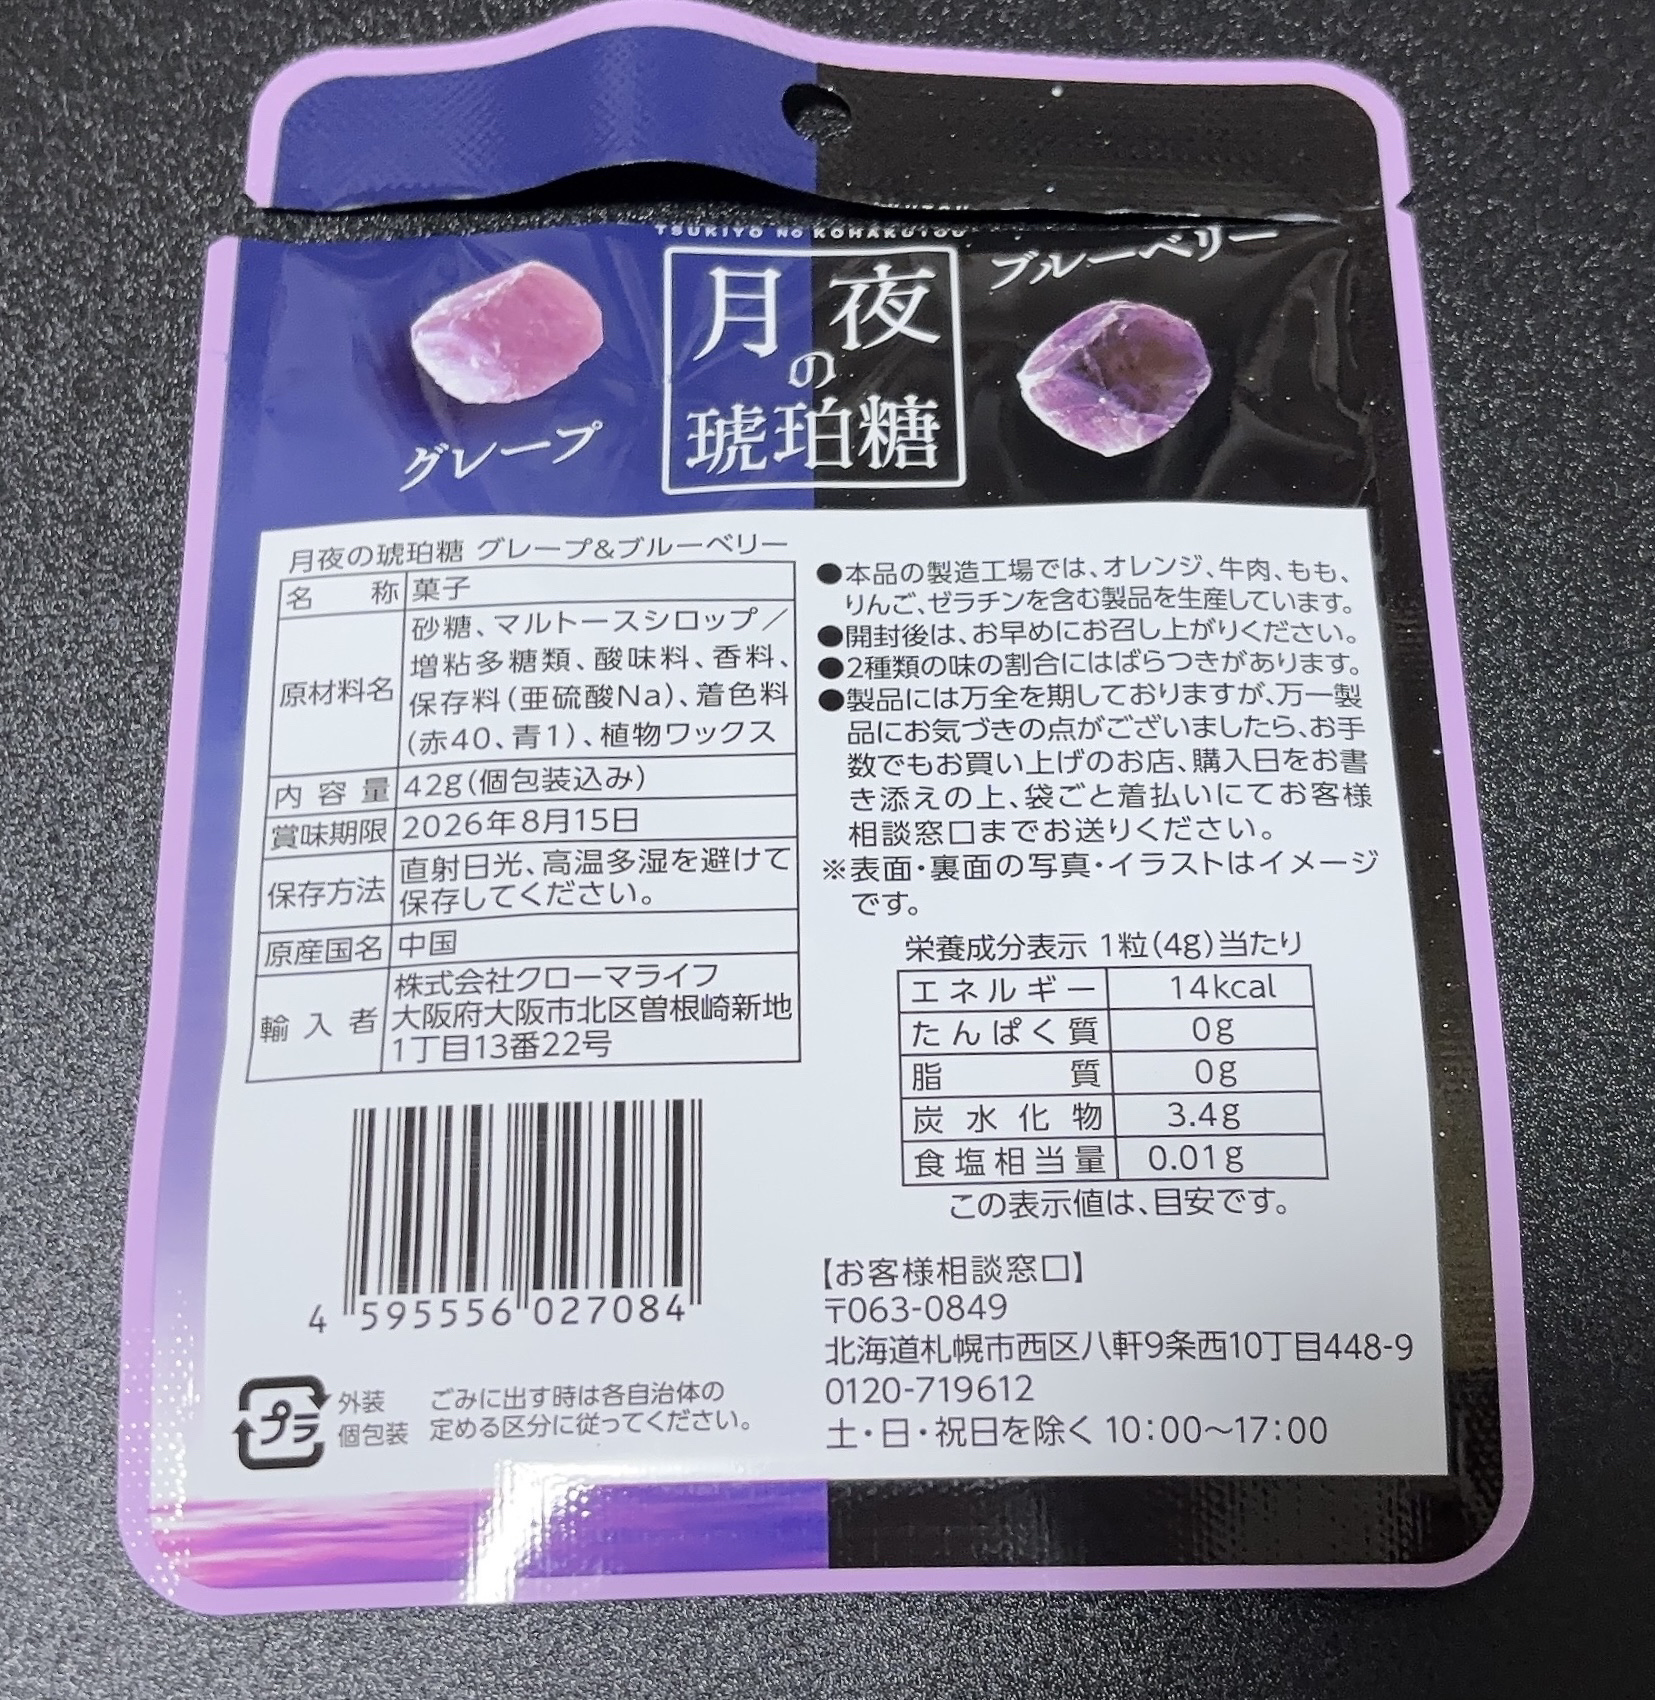 TSUKIYO NO KOHAKUTOU
月夜
の
琥珀糖
グレープ
ブルーベリー
月夜の琥珀糖 グレープ&ブルーベリー
名称 菓子
原材料名 砂糖、マルトースシロップ／
増粘多糖類、酸味料、香料、
保存料(亜硫酸Na)、着色料
(赤40、青1)、植物ワックス
内容量 42g(個包装込み)
賞味期限 2026年8月15日
保存方法 直射日光、高温多湿を避けて
保存してください。
原産国名 中国
輸入者 株式会社クローマライフ
大阪府大阪市北区曽根崎新地
1丁目13番22号
4 595556 027084
プラ
外装
個包装
ごみに出す時は各自治体の
定める区分に従ってください。
●本品の製造工場では、オレンジ、牛肉、もも、
りんご、ゼラチンを含む製品を生産しています。
●開封後は、お早めにお召し上がりください。
●2種類の味の割合にはばらつきがあります。
●製品には万全を期しておりますが、万一製
品にお気づきの点がございましたら、お手
数でもお買い上げのお店、購入日をお書
き添えの上、袋ごと着払いにてお客様
相談窓口までお送りください。
※表面・裏面の写真・イラストはイメージ
です。
栄養成分表示 1粒(4g)当たり
エネルギー 14kcal
たんぱく質 0g
脂質 0g
炭水化物 3.4g
食塩相当量 0.01g
この表示値は、目安です。
【お客様相談窓口】
〒063-0849
北海道札幌市西区八軒9条西10丁目448-9
0120-719612
土・日・祝日を除く 10:00～17:00